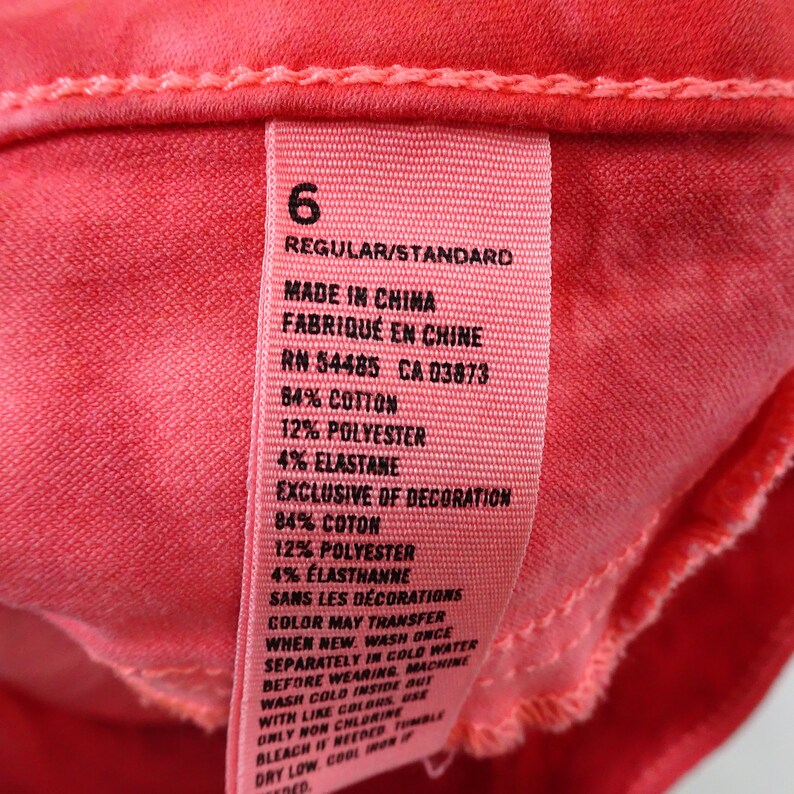 6
REGULAR/STANDARD
MADE IN CHINA
FABRIQUÉ EN CHINE
RN 54485 CA 03873
84% COTTON
12% POLYESTER
4% ELASTANE
EXCLUSIVE OF DECORATION
84% COTON
12% POLYESTER
4% ÉLASTHANNE
SANS LES DÉCORATIONS
COLOR MAY TRANSFER
WHEN NEW. WASH ONCE
SEPARATELY IN COLD WATER
BEFORE WEARING. MACHINE
WASH COLD INSIDE OUT
WITH LIKE COLOURS. USE
ONLY NON CHLORINE
BLEACH IF NEEDED. TUMBLE
DRY LOW. COOL IRON IF
NEEDED.